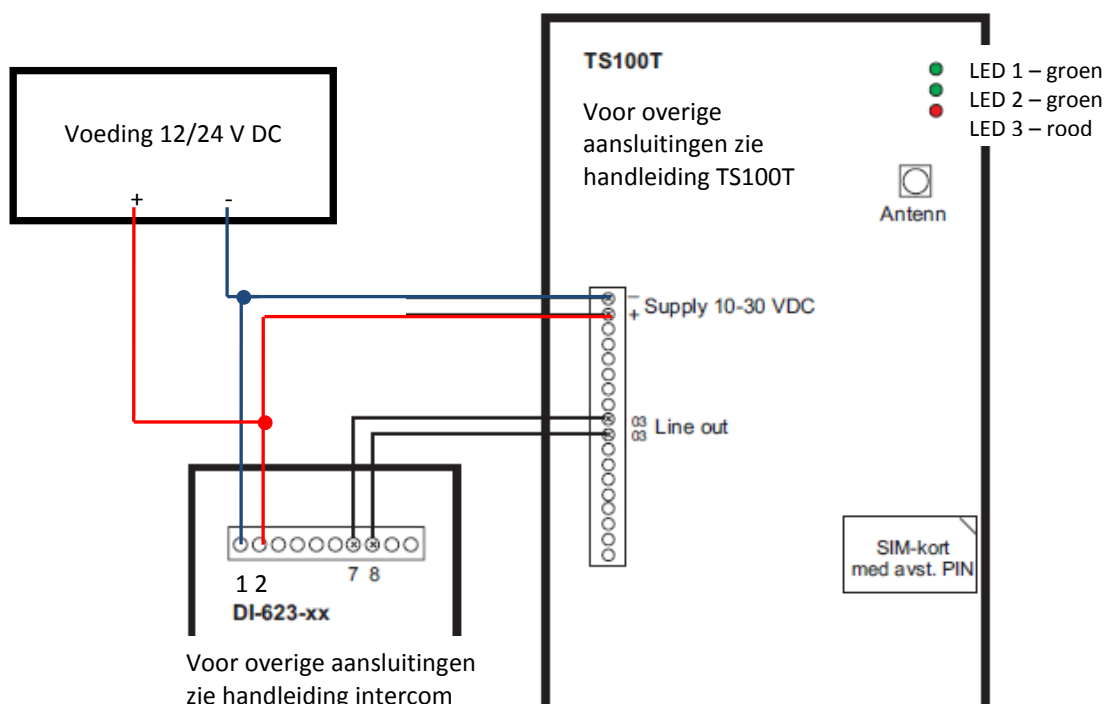 Voeding 12/24 V DC
+
-
TS100T
Voor overige
aansluitingen zie
handleiding TS100T
LED 1 – groen
LED 2 – groen
LED 3 – rood
Antenn
– Supply 10-30 VDC
+
03 Line out
03
SIM-kort
med avst. PIN
1 2
7 8
DI-623-xx
Voor overige aansluitingen
zie handleiding intercom